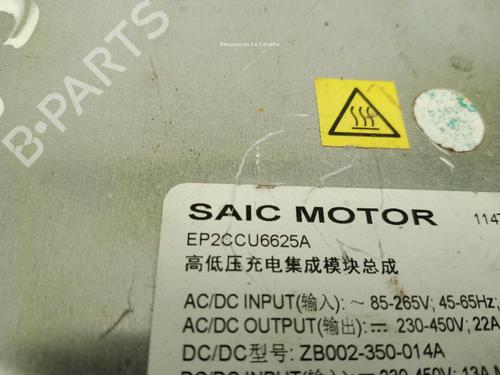 B-PARTS
Desguaces La Cabaña
SAIC MOTOR
EP2CCU6625A
高低压充电集成模块总成
AC/DC INPUT(输入): ~ 85-265V; 45-65Hz;
AC/DC OUTPUT(输出): ⎓ 230-450V; 22A
DC/DC型号: ZB002-350-014A